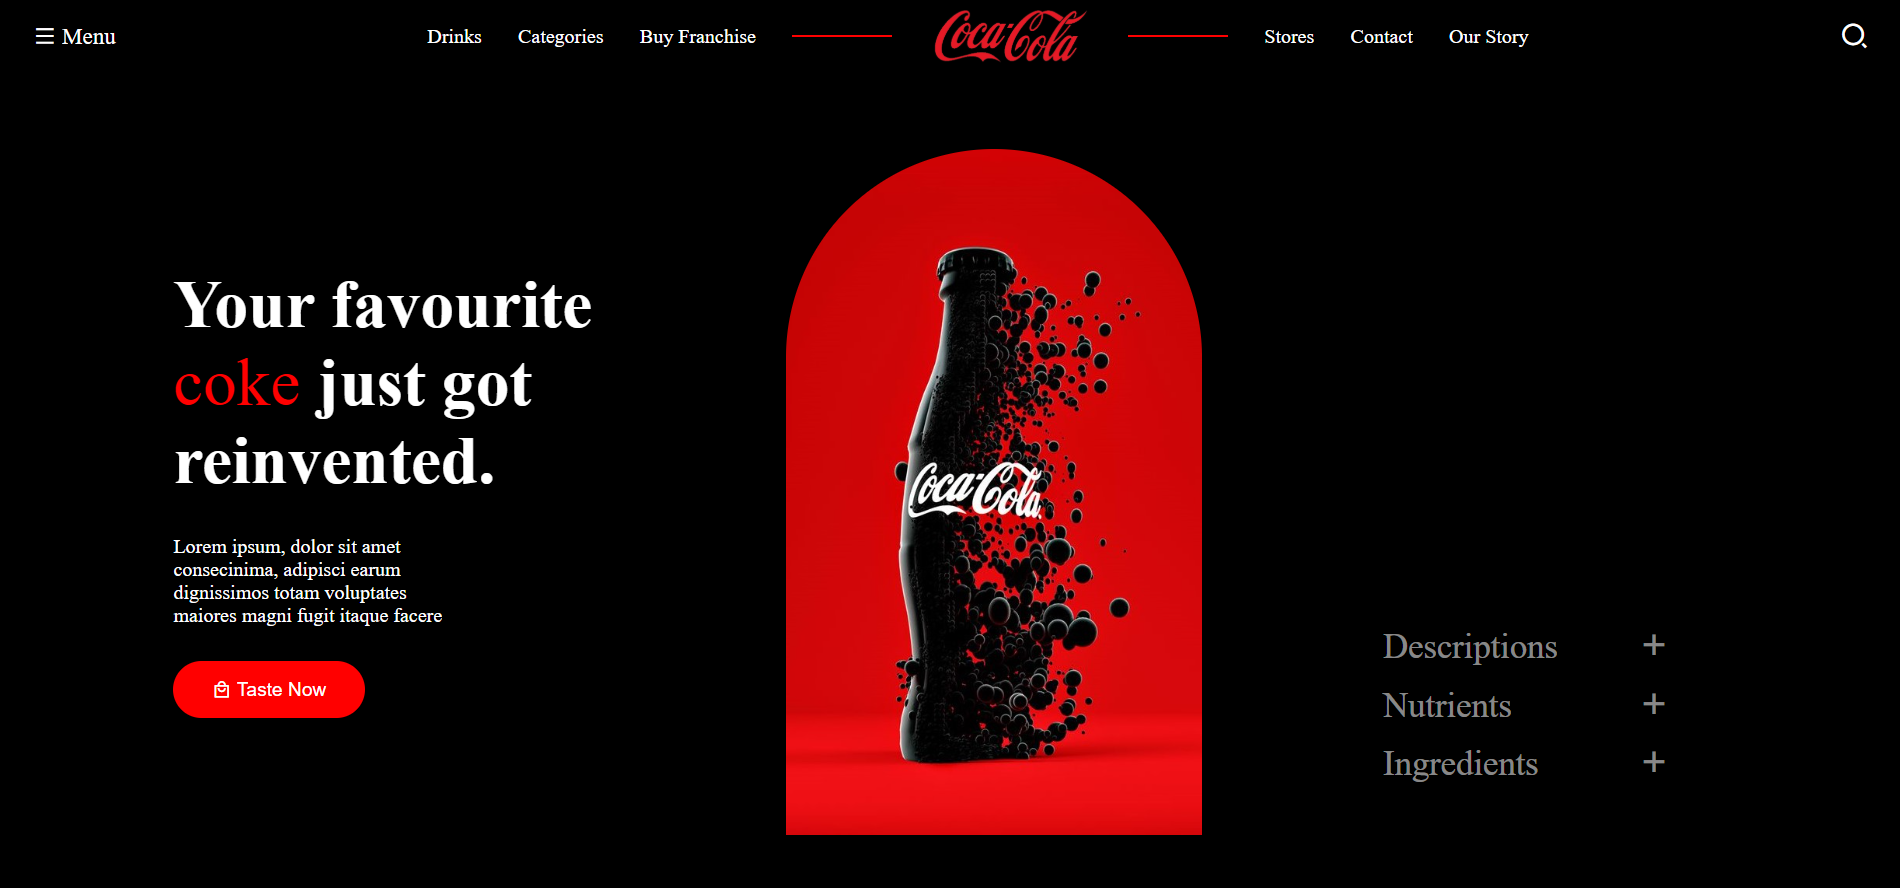 Menu
Drinks
Categories
Buy Franchise
Coca-Cola
Stores
Contact
Our Story
Your favourite
coke just got
reinvented.
Lorem ipsum, dolor sit amet
consecinima, adipisci earum
dignissimos totam voluptates
maiores magni fugit itaque facere
Taste Now
Coca-Cola
Descriptions +
Nutrients +
Ingredients +